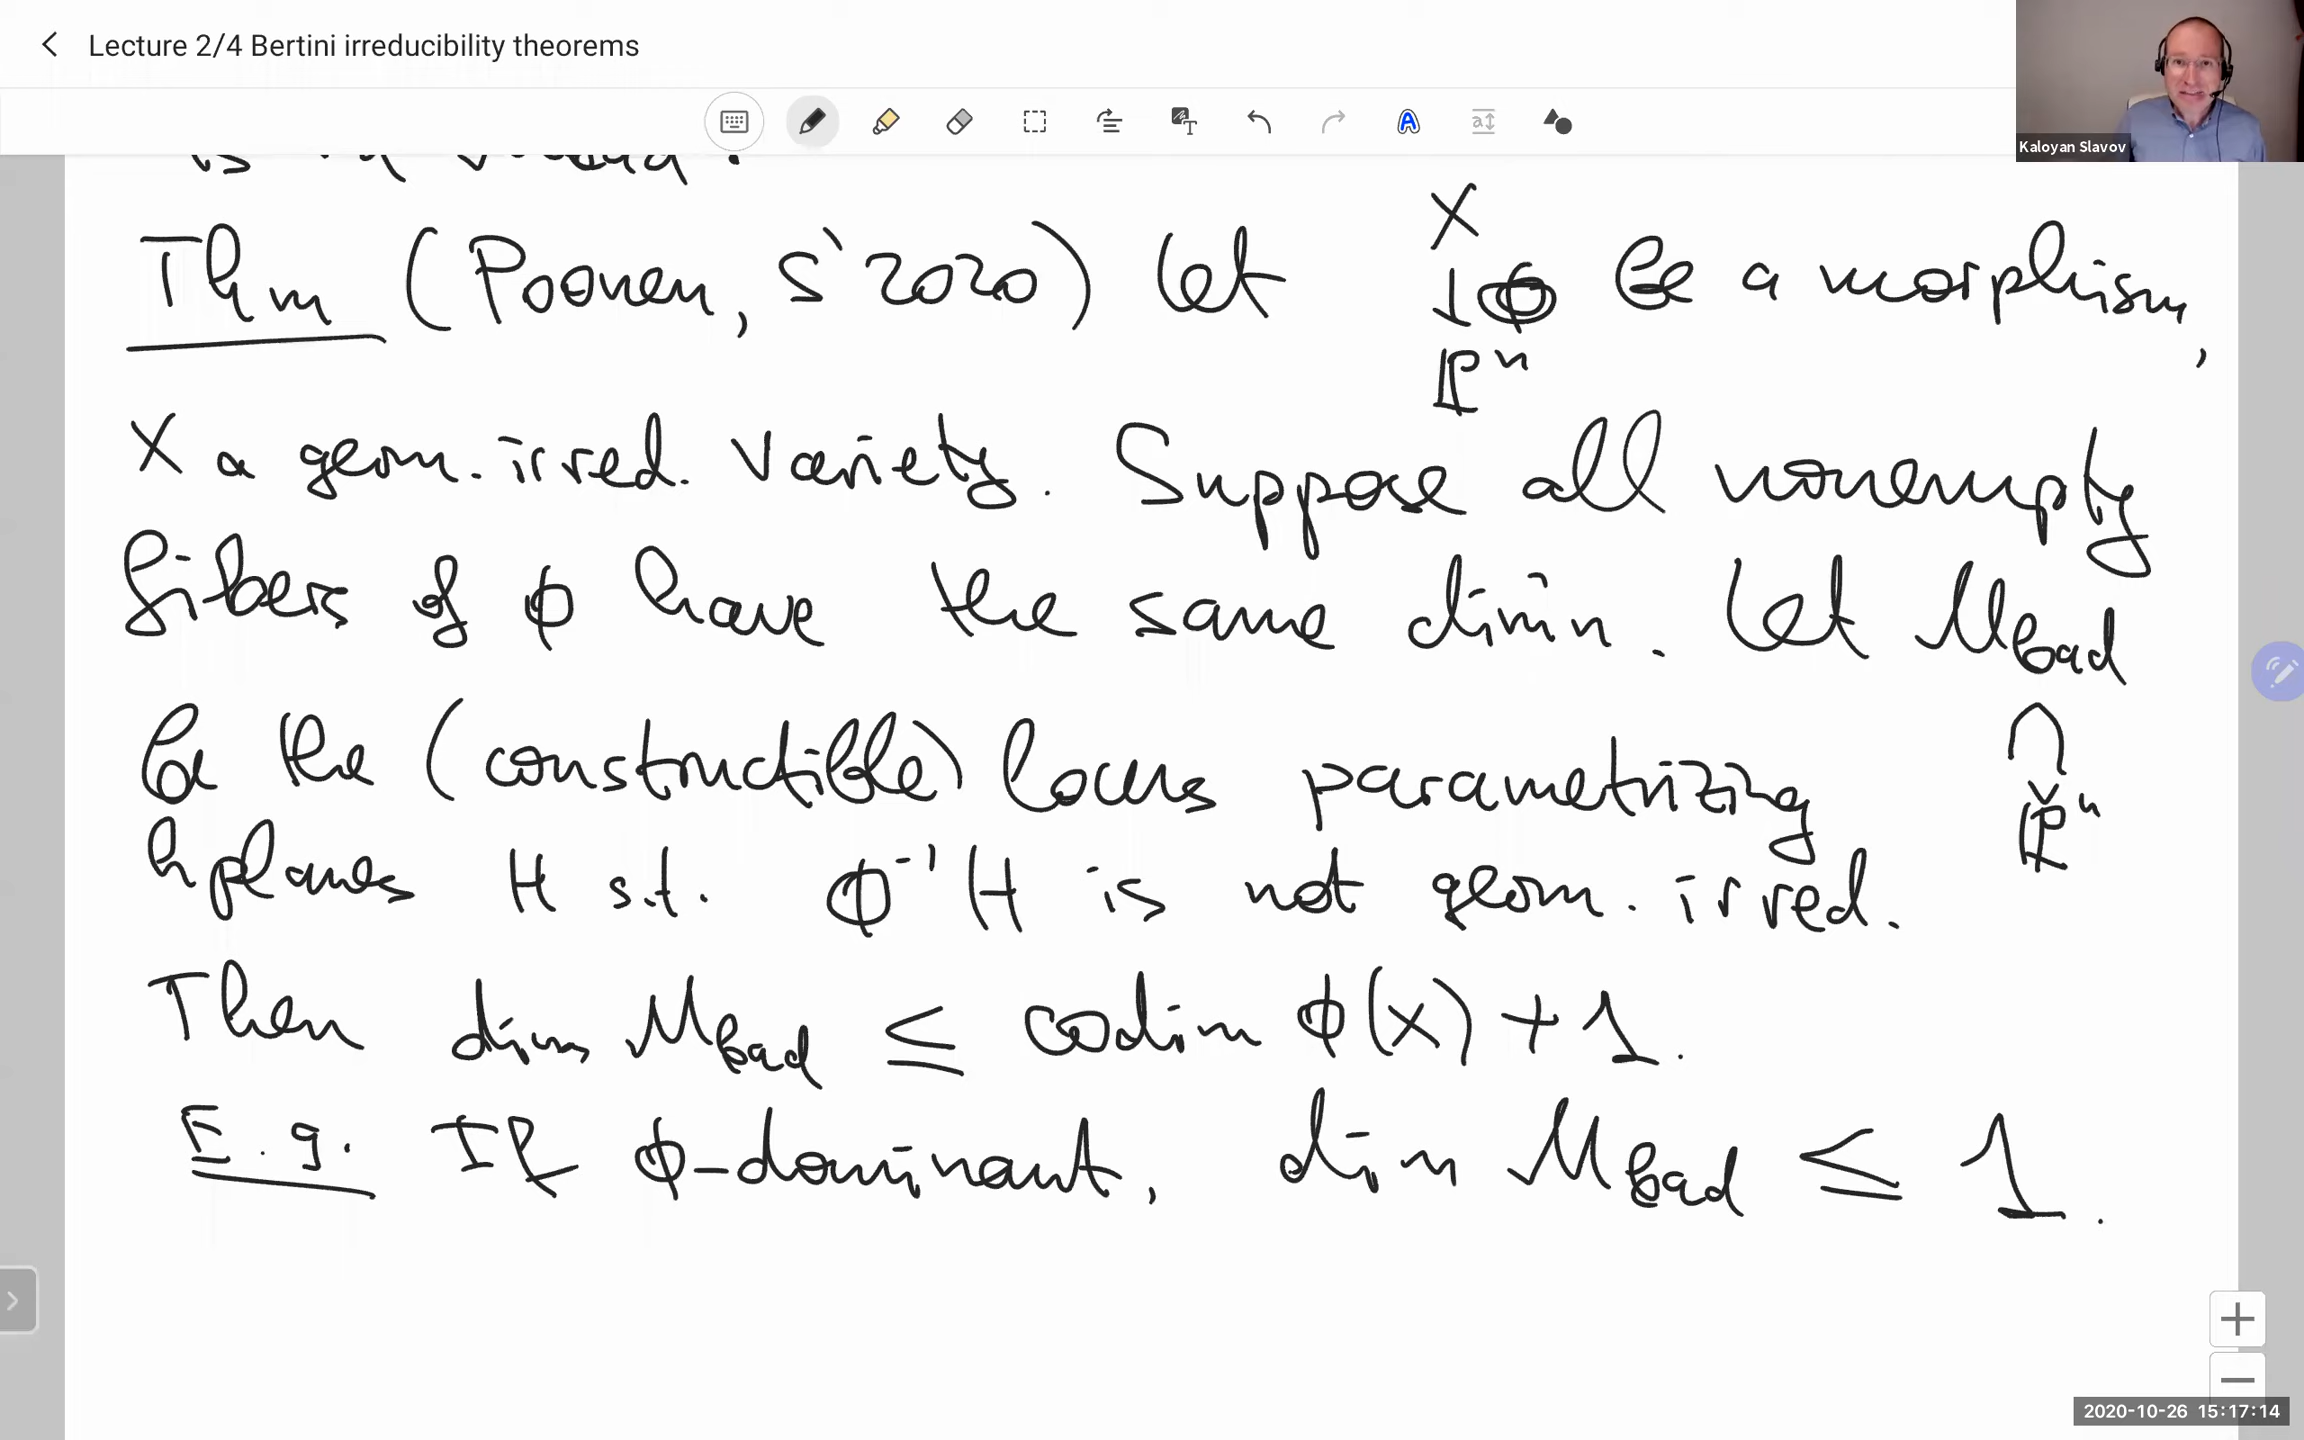 Lecture 2/4 Bertini irreducibility theorems
Kaloyan Slavov
is
Thm (Poonen, S'2020) Let X ↓ϕ ℙⁿ be a morphism,
X a geom.-irred. variety. Suppose all nonempty
fibers of ϕ have the same dim'n. Let M_bad
be the (constructible) locus parametrizing ∩ ℙ̌ⁿ
hplanes H s.t. ϕ⁻¹H is not geom. irred.
Then dim M_bad ≤ codim ϕ(X) + 1.
E.g. If ϕ-dominant, dim M_bad ≤ 1.
2020-10-26 15:17:14